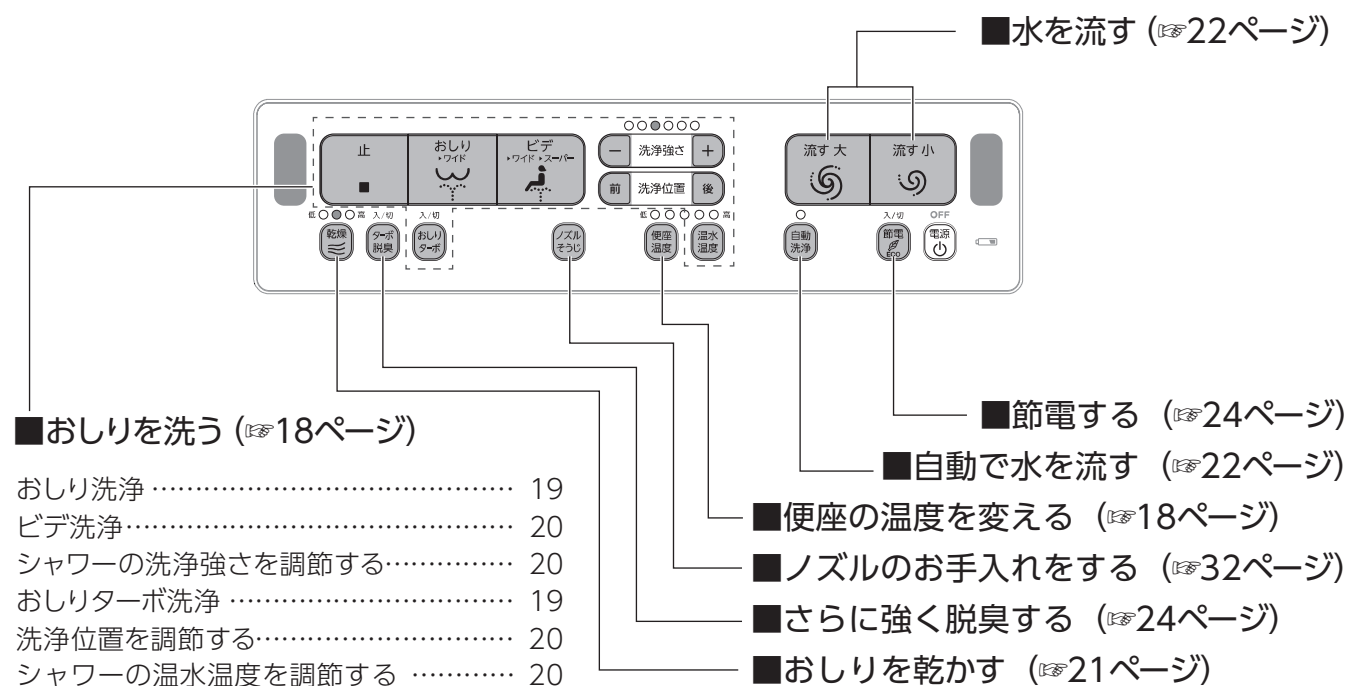 ■水を流す (☞22ページ)
止
■
おしり
▸ワイド
ビデ
▸ワイド▸スーパー
− 洗浄強さ +
前 洗浄位置 後
流す 大
流す 小
低 高 入/切 入/切
乾燥
ターボ
脱臭
おしり
ターボ
ノズル
そうじ
低 高
便座
温度
温水
温度
自動
洗浄
入/切
節電
ECO
OFF
電源
■おしりを洗う (☞18ページ)
おしり洗浄 …………………………………… 19
ビデ洗浄……………………………………… 20
シャワーの洗浄強さを調節する…………… 20
おしりターボ洗浄 …………………………… 19
洗浄位置を調節する………………………… 20
シャワーの温水温度を調節する ………… 20
■節電する (☞24ページ)
■自動で水を流す (☞22ページ)
■便座の温度を変える (☞18ページ)
■ノズルのお手入れをする (☞32ページ)
■さらに強く脱臭する (☞24ページ)
■おしりを乾かす (☞21ページ)